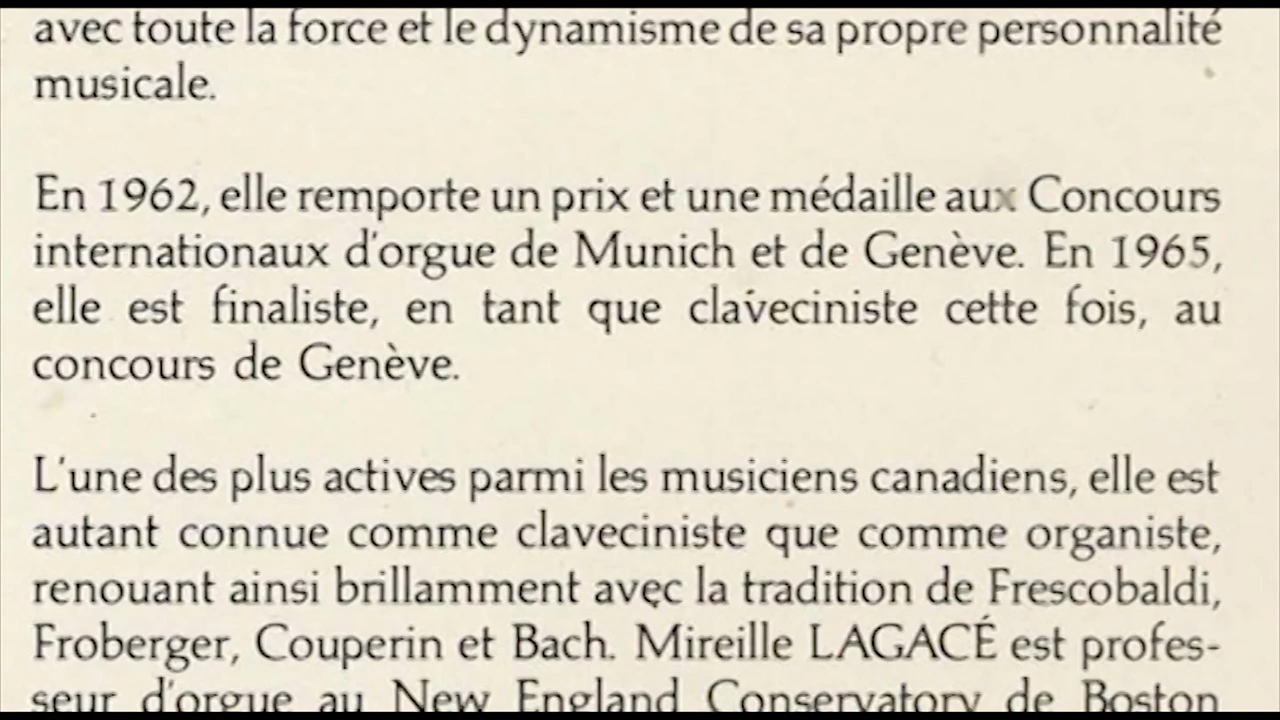 avec toute la force et le dynamisme de sa propre personnalité
musicale.
En 1962, elle remporte un prix et une médaille aux Concours
internationaux d'orgue de Munich et de Genève. En 1965,
elle est finaliste, en tant que claveciniste cette fois, au
concours de Genève.
L'une des plus actives parmi les musiciens canadiens, elle est
autant connue comme claveciniste que comme organiste,
renouant ainsi brillamment avec la tradition de Frescobaldi,
Froberger, Couperin et Bach. Mireille LAGACÉ est profes-
seur d'orgue au New England Conservatory de Boston